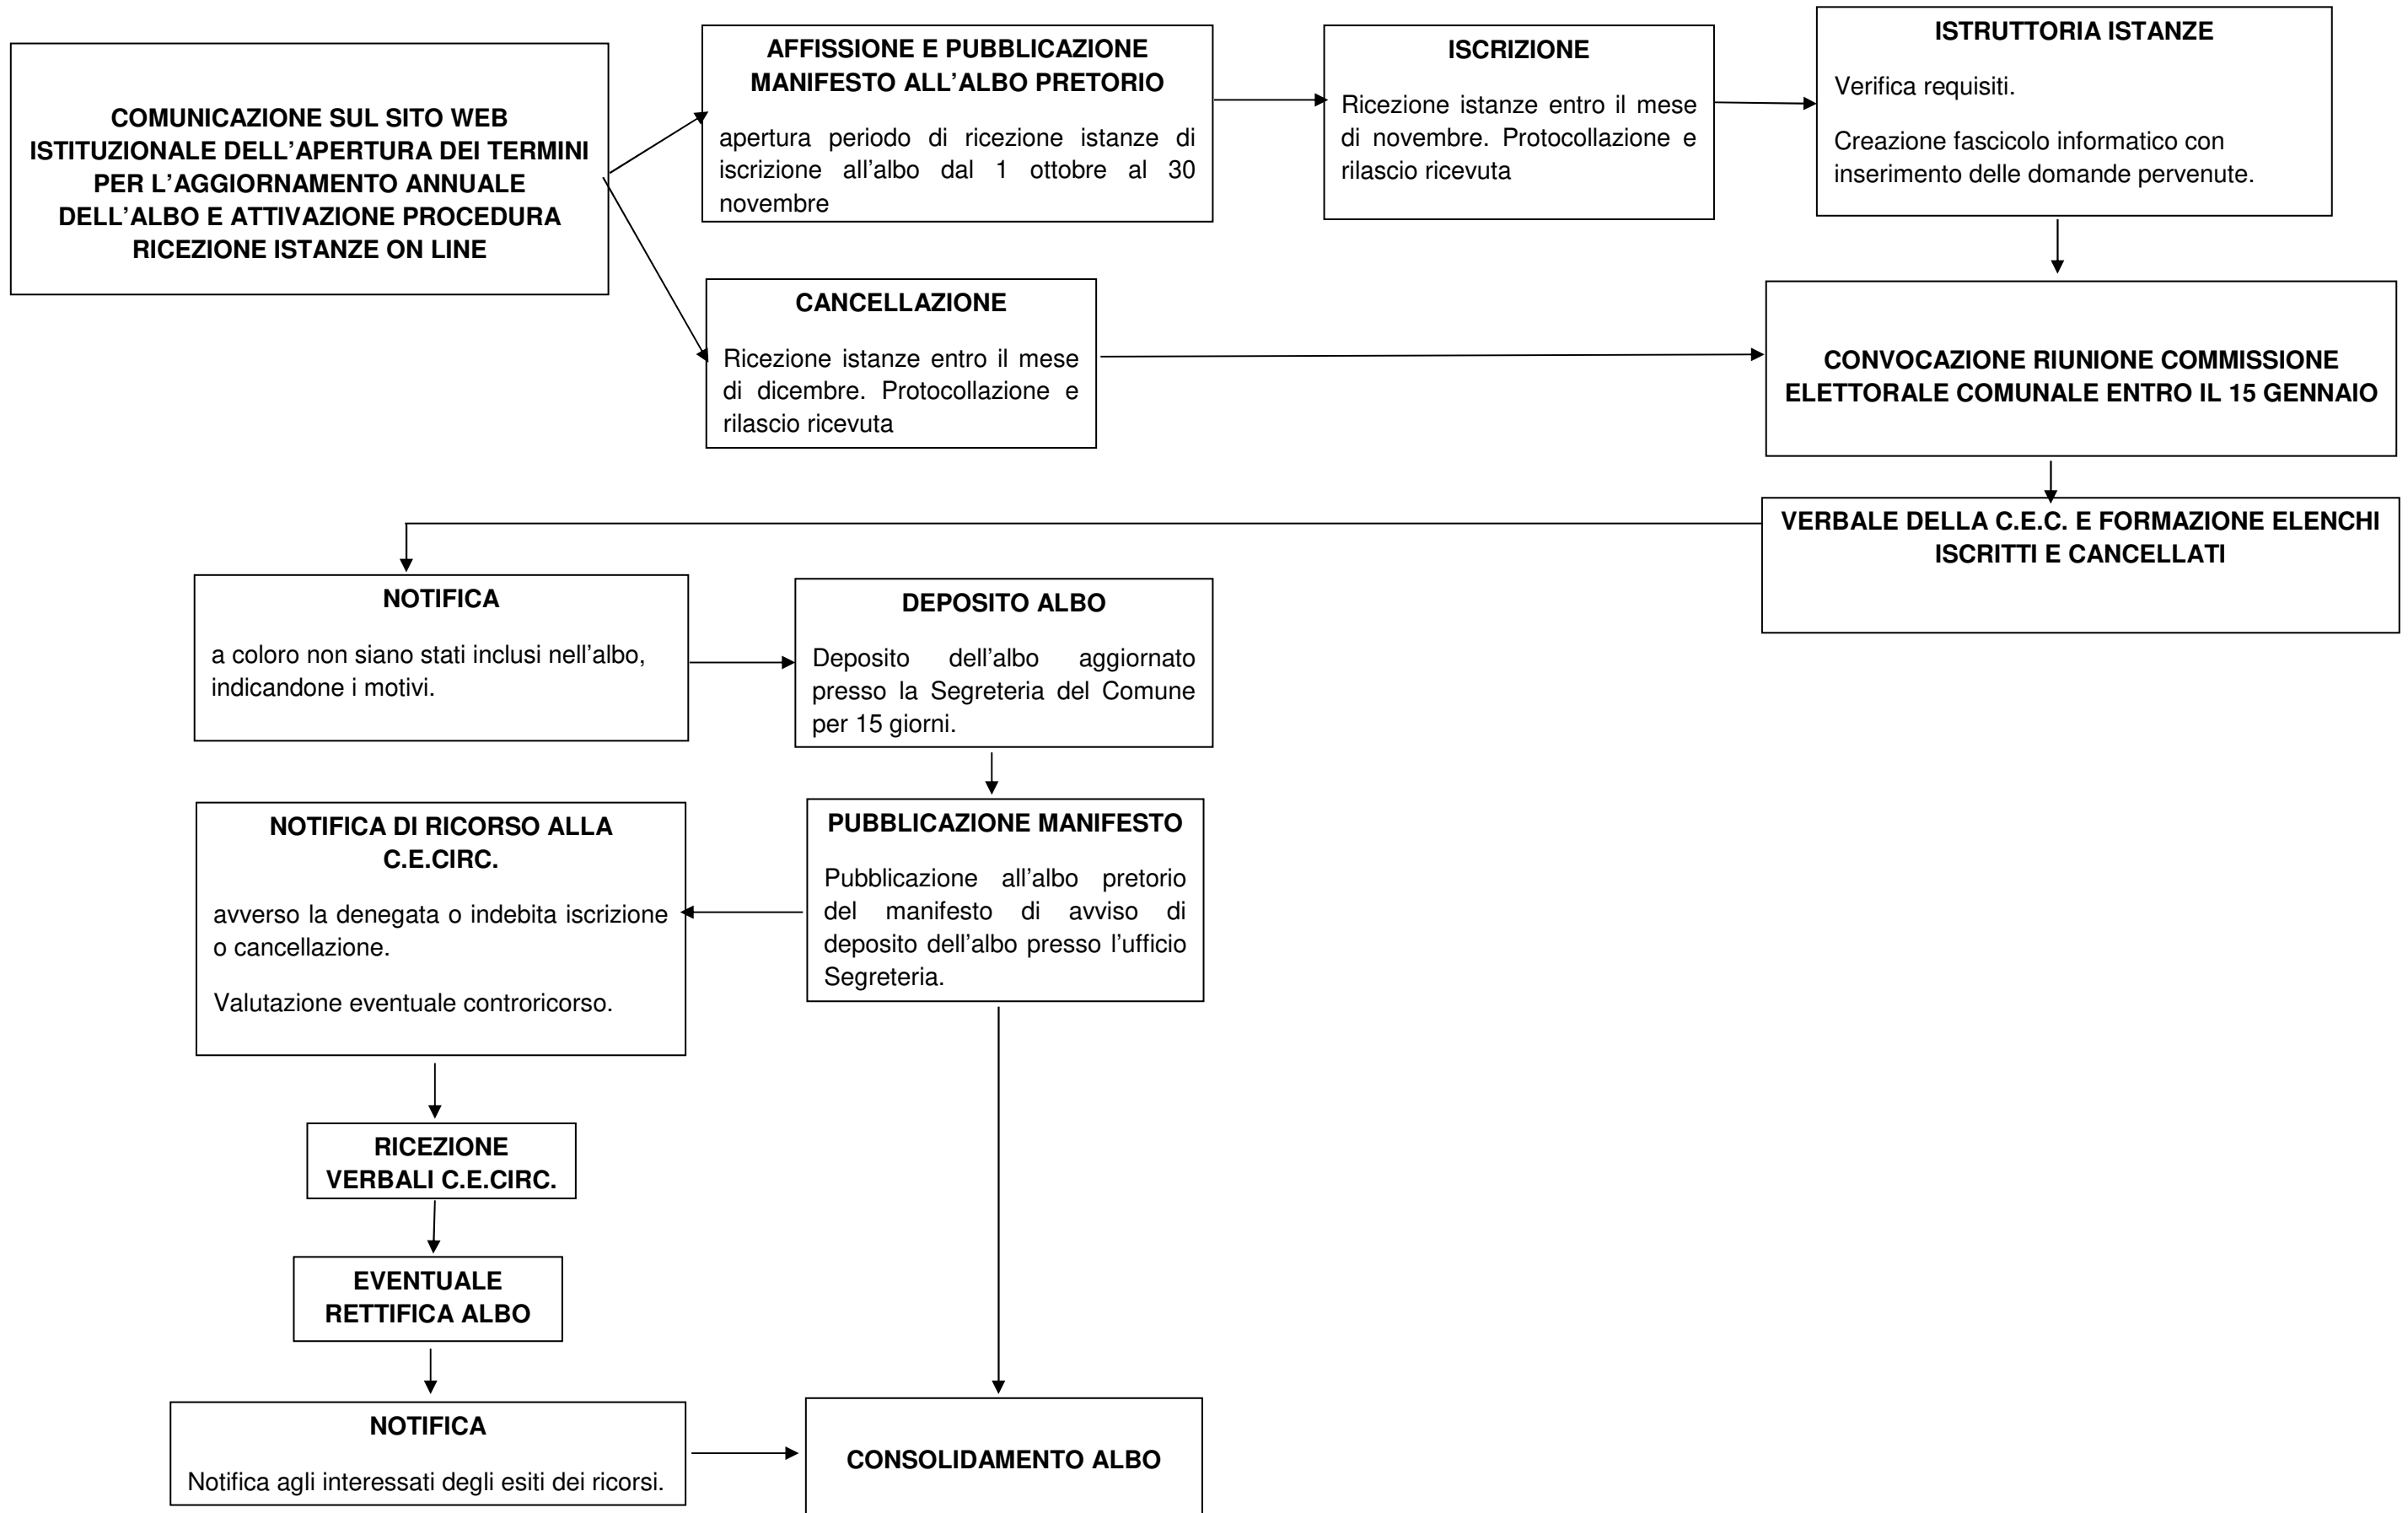 COMUNICAZIONE SUL SITO WEB
ISTITUZIONALE DELL'APERTURA DEI TERMINI
PER L'AGGIORNAMENTO ANNUALE
DELL'ALBO E ATTIVAZIONE PROCEDURA
RICEZIONE ISTANZE ON LINE
AFFISSIONE E PUBBLICAZIONE
MANIFESTO ALL'ALBO PRETORIO
apertura periodo di ricezione istanze di
iscrizione all'albo dal 1 ottobre al 30
novembre
ISCRIZIONE
Ricezione istanze entro il mese
di novembre. Protocollazione e
rilascio ricevuta
ISTRUTTORIA ISTANZE
Verifica requisiti.
Creazione fascicolo informatico con
inserimento delle domande pervenute.
CANCELLAZIONE
Ricezione istanze entro il mese
di dicembre. Protocollazione e
rilascio ricevuta
CONVOCAZIONE RIUNIONE COMMISSIONE
ELETTORALE COMUNALE ENTRO IL 15 GENNAIO
VERBALE DELLA C.E.C. E FORMAZIONE ELENCHI
ISCRITTI E CANCELLATI
NOTIFICA
a coloro non siano stati inclusi nell'albo,
indicandone i motivi.
DEPOSITO ALBO
Deposito dell'albo aggiornato
presso la Segreteria del Comune
per 15 giorni.
PUBBLICAZIONE MANIFESTO
Pubblicazione all'albo pretorio
del manifesto di avviso di
deposito dell'albo presso l'ufficio
Segreteria.
NOTIFICA DI RICORSO ALLA
C.E.CIRC.
avverso la denegata o indebita iscrizione
o cancellazione.
Valutazione eventuale controricorso.
RICEZIONE
VERBALI C.E.CIRC.
EVENTUALE
RETTIFICA ALBO
NOTIFICA
Notifica agli interessati degli esiti dei ricorsi.
CONSOLIDAMENTO ALBO